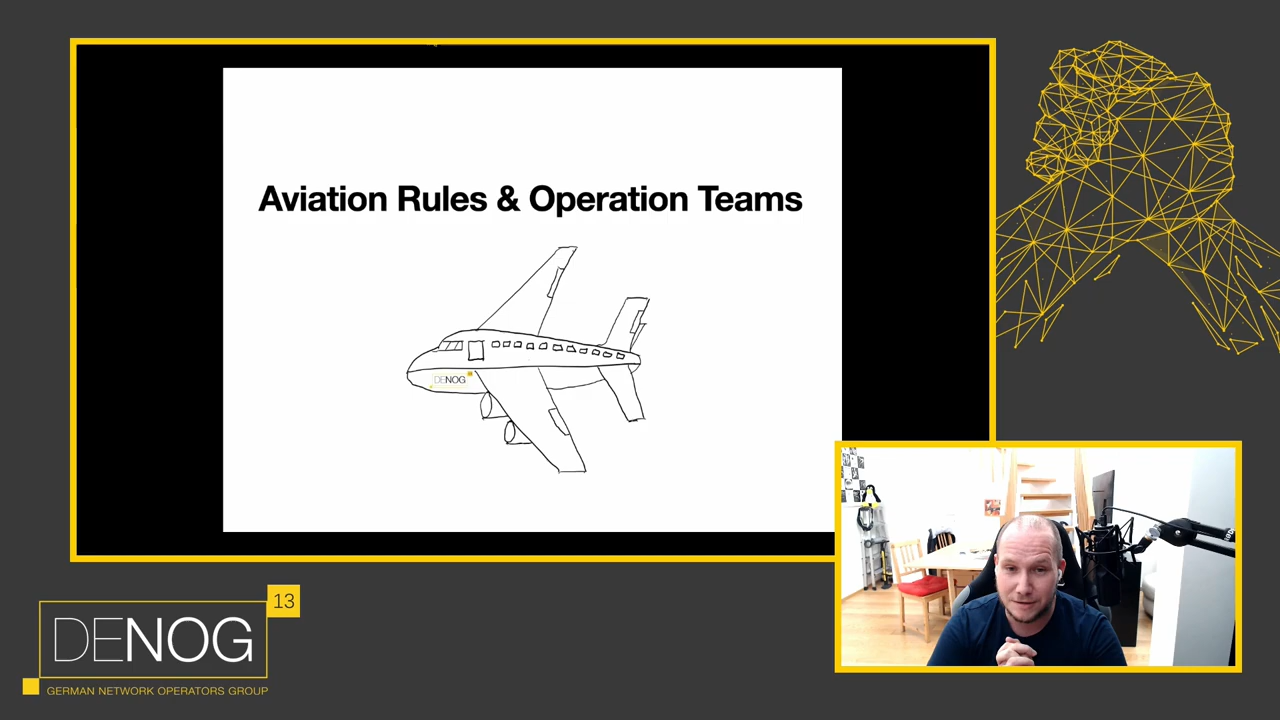 Aviation Rules & Operation Teams
DENOG
13
DENOG
GERMAN NETWORK OPERATORS GROUP